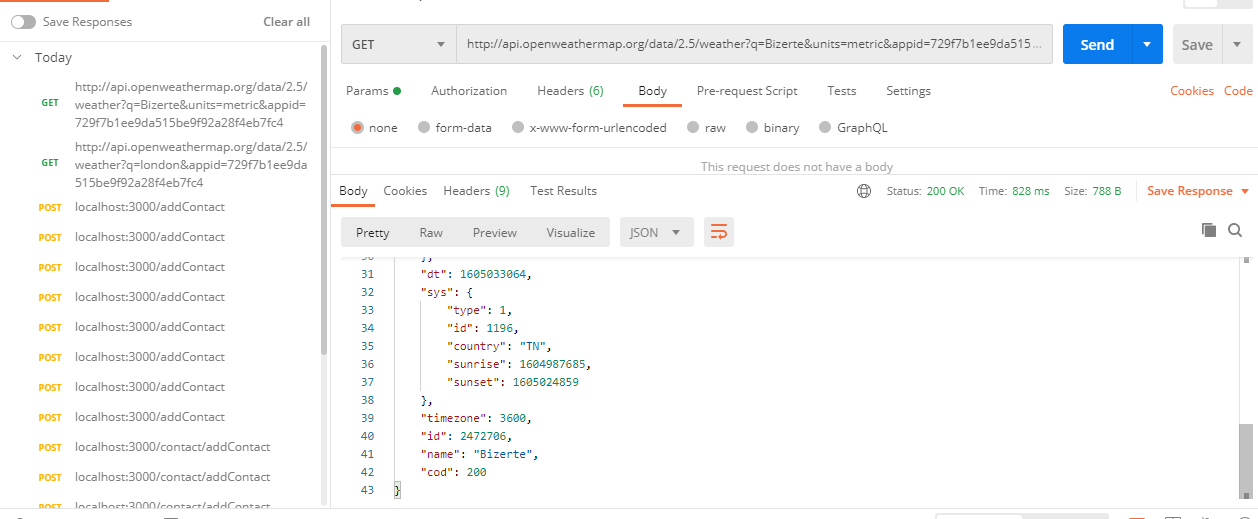 Save Responses
Clear all
Today
GET
http://api.openweathermap.org/data/2.5/
weather?q=Bizerte&units=metric&appid=
729f7b1ee9da515be9f92a28f4eb7fc4
GET
http://api.openweathermap.org/data/2.5/
weather?q=london&appid=729f7b1ee9da
515be9f92a28f4eb7fc4
POST localhost:3000/addContact
POST localhost:3000/addContact
POST localhost:3000/addContact
POST localhost:3000/addContact
POST localhost:3000/addContact
POST localhost:3000/addContact
POST localhost:3000/addContact
POST localhost:3000/addContact
POST localhost:3000/contact/addContact
POST localhost:3000/contact/addContact
POST localhost:3000/contact/addContact
GET
http://api.openweathermap.org/data/2.5/weather?q=Bizerte&units=metric&appid=729f7b1ee9da515...
Send
Save
Params
Authorization
Headers (6)
Body
Pre-request Script
Tests
Settings
Cookies
Code
none
form-data
x-www-form-urlencoded
raw
binary
GraphQL
This request does not have a body
Body
Cookies
Headers (9)
Test Results
Status: 200 OK
Time: 828 ms
Size: 788 B
Save Response
Pretty
Raw
Preview
Visualize
JSON
30 },
31 "dt": 1605033064,
32 "sys": {
33 "type": 1,
34 "id": 1196,
35 "country": "TN",
36 "sunrise": 1604987685,
37 "sunset": 1605024859
38 },
39 "timezone": 3600,
40 "id": 2472706,
41 "name": "Bizerte",
42 "cod": 200
43 }